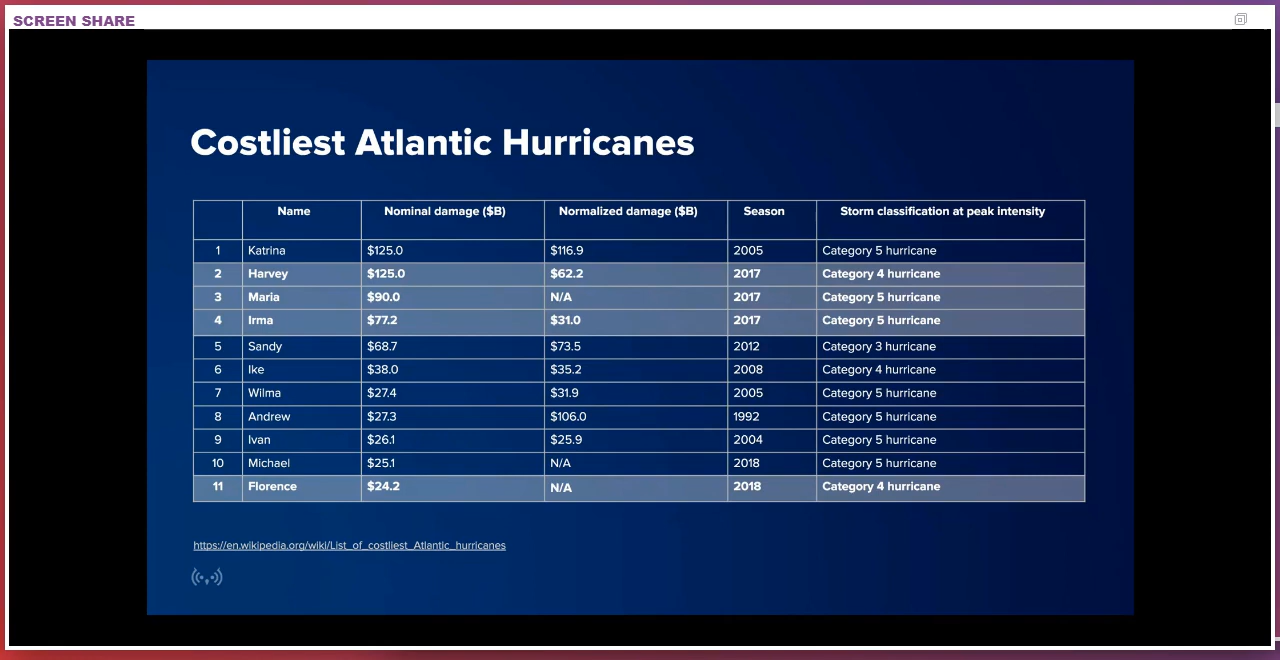 SCREEN SHARE
Costliest Atlantic Hurricanes
Name Nominal damage ($B) Normalized damage ($B) Season Storm classification at peak intensity
1 Katrina $125.0 $116.9 2005 Category 5 hurricane
2 Harvey $125.0 $62.2 2017 Category 4 hurricane
3 Maria $90.0 N/A 2017 Category 5 hurricane
4 Irma $77.2 $31.0 2017 Category 5 hurricane
5 Sandy $68.7 $73.5 2012 Category 3 hurricane
6 Ike $38.0 $35.2 2008 Category 4 hurricane
7 Wilma $27.4 $31.9 2005 Category 5 hurricane
8 Andrew $27.3 $106.0 1992 Category 5 hurricane
9 Ivan $26.1 $25.9 2004 Category 5 hurricane
10 Michael $25.1 N/A 2018 Category 5 hurricane
11 Florence $24.2 N/A 2018 Category 4 hurricane
https://en.wikipedia.org/wiki/List_of_costliest_Atlantic_hurricanes